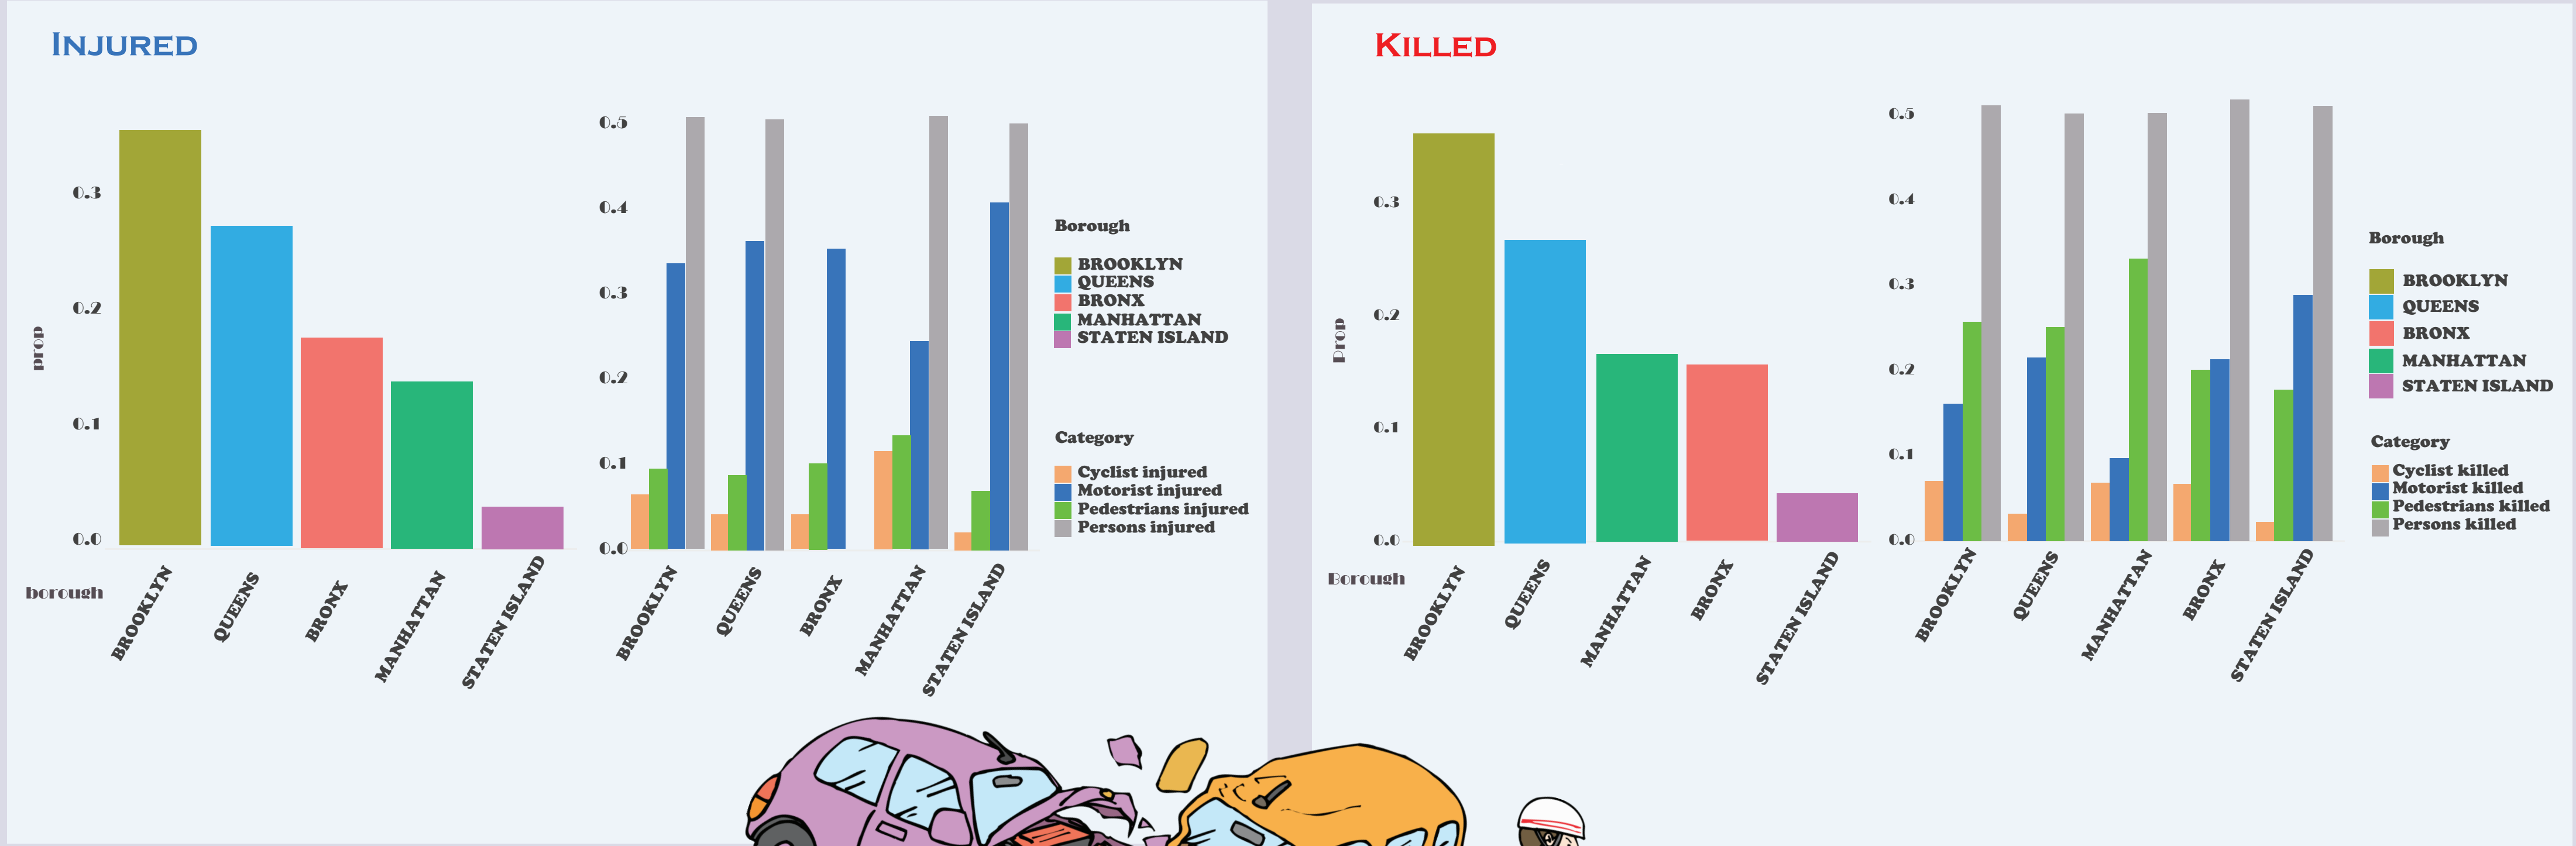 INJURED
prop
0.3
0.2
0.1
0.0
borough
BROOKLYN
QUEENS
BRONX
MANHATTAN
STATEN ISLAND
0.5
0.4
0.3
0.2
0.1
0.0
BROOKLYN
QUEENS
BRONX
MANHATTAN
STATEN ISLAND
Borough
BROOKLYN
QUEENS
BRONX
MANHATTAN
STATEN ISLAND
Category
Cyclist injured
Motorist injured
Pedestrians injured
Persons injured
KILLED
Prop
0.3
0.2
0.1
0.0
Borough
BROOKLYN
QUEENS
MANHATTAN
BRONX
STATEN ISLAND
0.5
0.4
0.3
0.2
0.1
0.0
BROOKLYN
QUEENS
MANHATTAN
BRONX
STATEN ISLAND
Borough
BROOKLYN
QUEENS
BRONX
MANHATTAN
STATEN ISLAND
Category
Cyclist killed
Motorist killed
Pedestrians killed
Persons killed